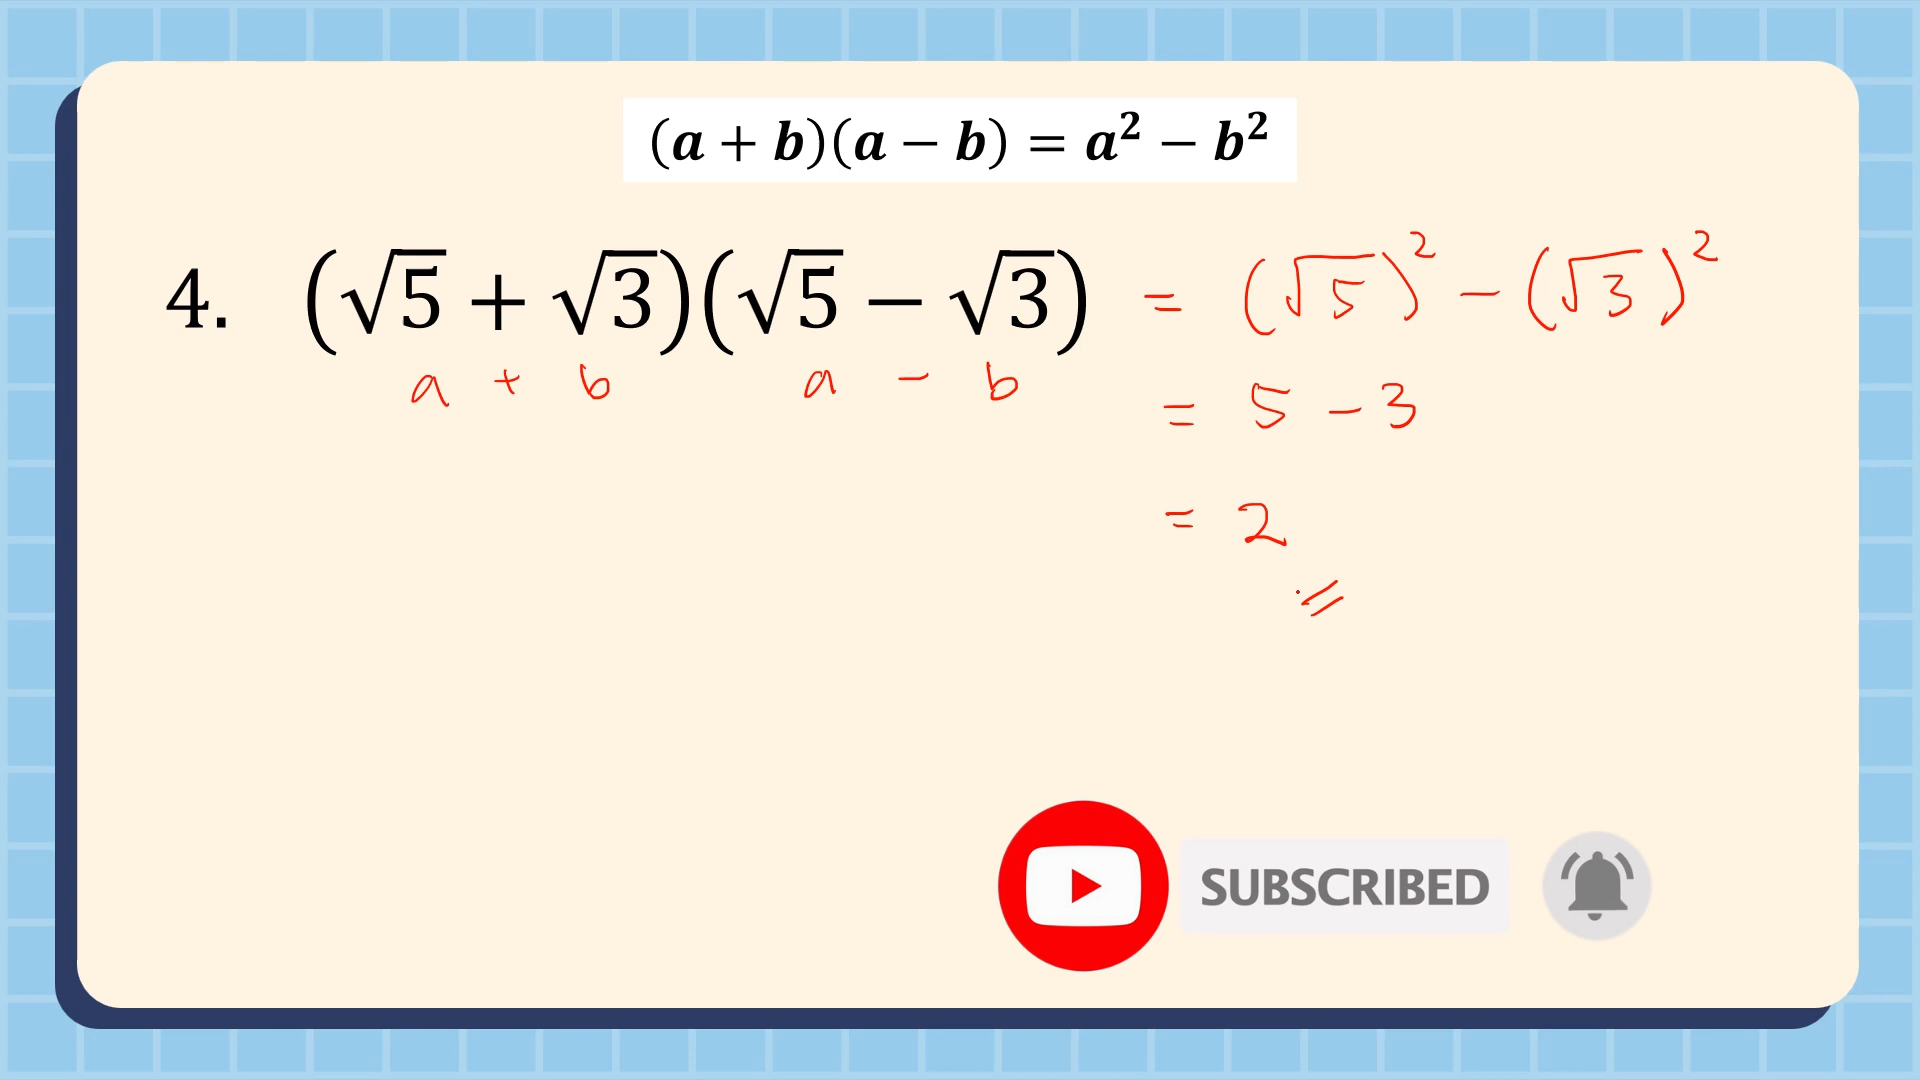 (a + b)(a − b) = a² − b²
4. (√5 + √3)(√5 − √3) = (√5)² − (√3)²
a + b a − b
= 5 − 3
= 2
SUBSCRIBED